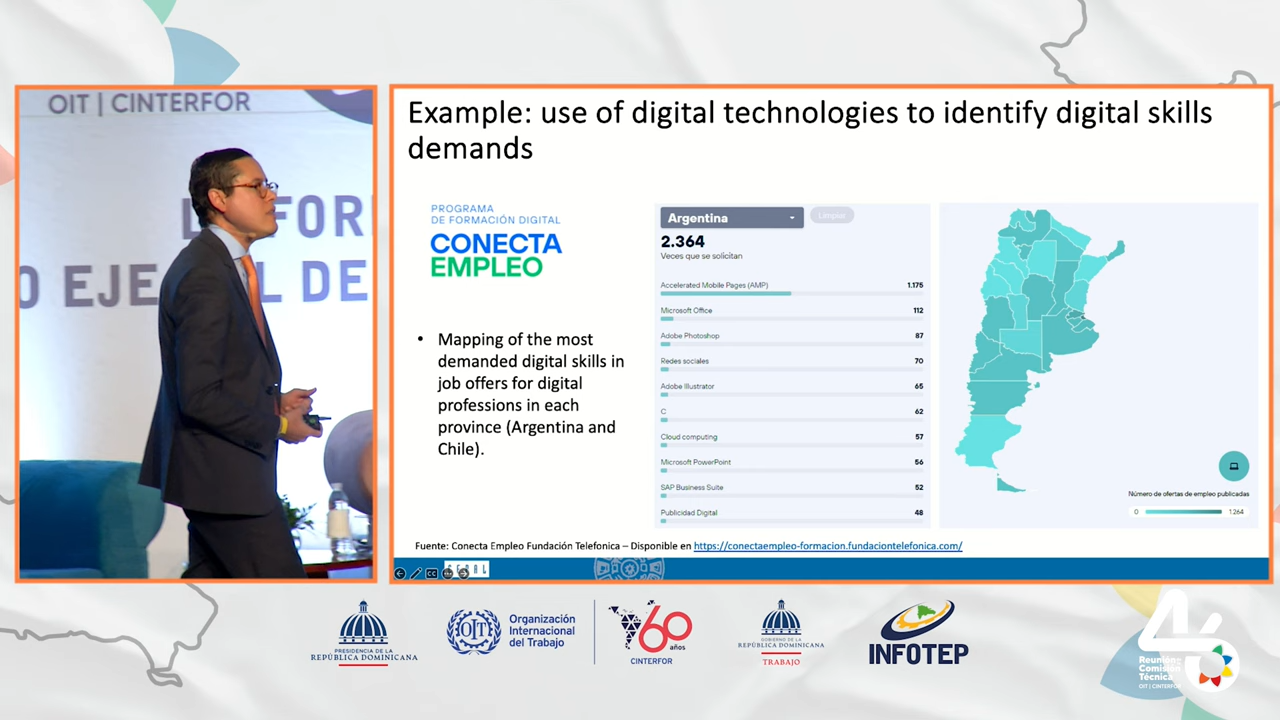 OIT | CINTERFOR
Example: use of digital technologies to identify digital skills
demands
PROGRAMA
DE FORMACIÓN DIGITAL
CONECTA
EMPLEO
• Mapping of the most
demanded digital skills in
job offers for digital
professions in each
province (Argentina and
Chile).
Argentina
Limpiar
2.364
Veces que se solicitan
Accelerated Mobile Pages (AMP) 1.175
Microsoft Office 112
Adobe Photoshop 87
Redes sociales 70
Adobe Illustrator 65
C 62
Cloud computing 57
Microsoft PowerPoint 56
SAP Business Suite 52
Publicidad Digital 48
Número de ofertas de empleo publicadas
0 1264
Fuente: Conecta Empleo Fundación Telefonica – Disponible en https://conectaempleo-formacion.fundaciontelefonica.com/
PRESIDENCIA DE LA
REPÚBLICA DOMINICANA
OIT
Organización
Internacional
del Trabajo
60
años
CINTERFOR
GOBIERNO DE LA
REPÚBLICA DOMINICANA
TRABAJO
INFOTEP
46
Reunión
Comisión
Técnica
OIT | CINTERFOR